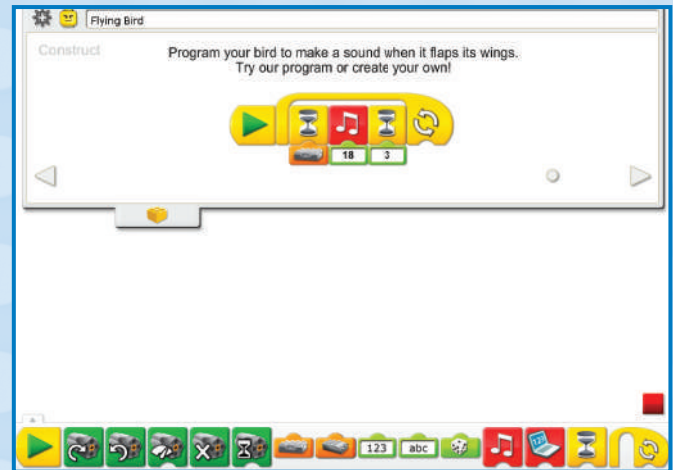 Flying Bird
Construct
Program your bird to make a sound when it flaps its wings.
Try our program or create your own!
18 3
123 abc 123